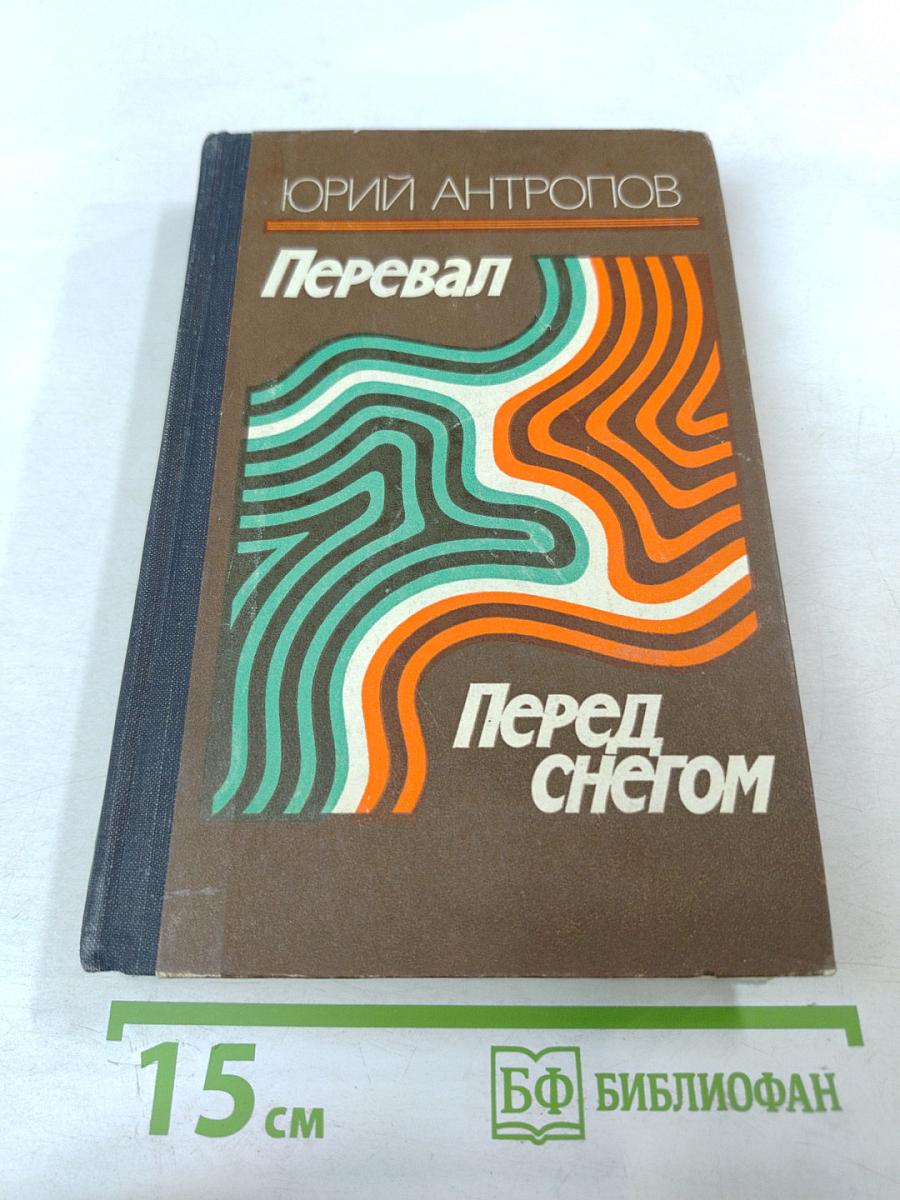 ЮРИЙ АНТРОПОВ
Перевал
Перед
снегом
15 см
БФ БИБЛИОФАН